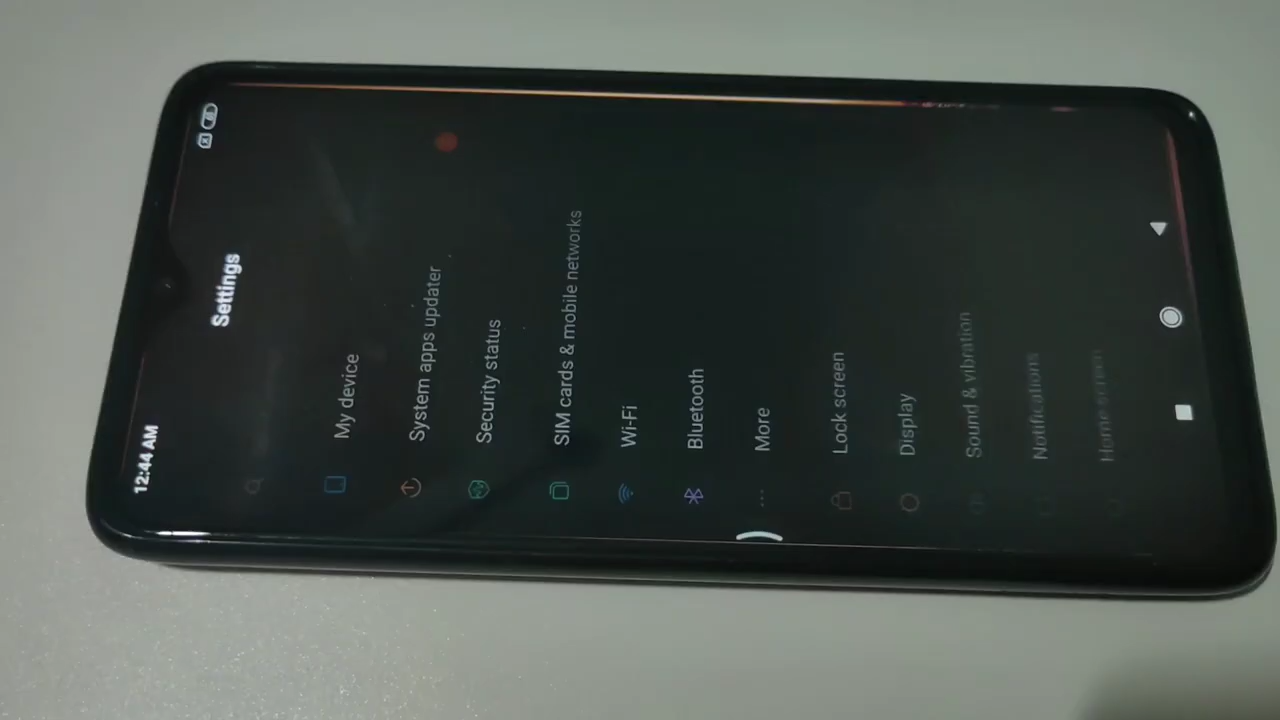 12:44 AM
Settings
My device
System apps updater
Security status
SIM cards & mobile networks
Wi-Fi
Bluetooth
More
Lock screen
Display
Sound & vibration
Notifications
Home screen